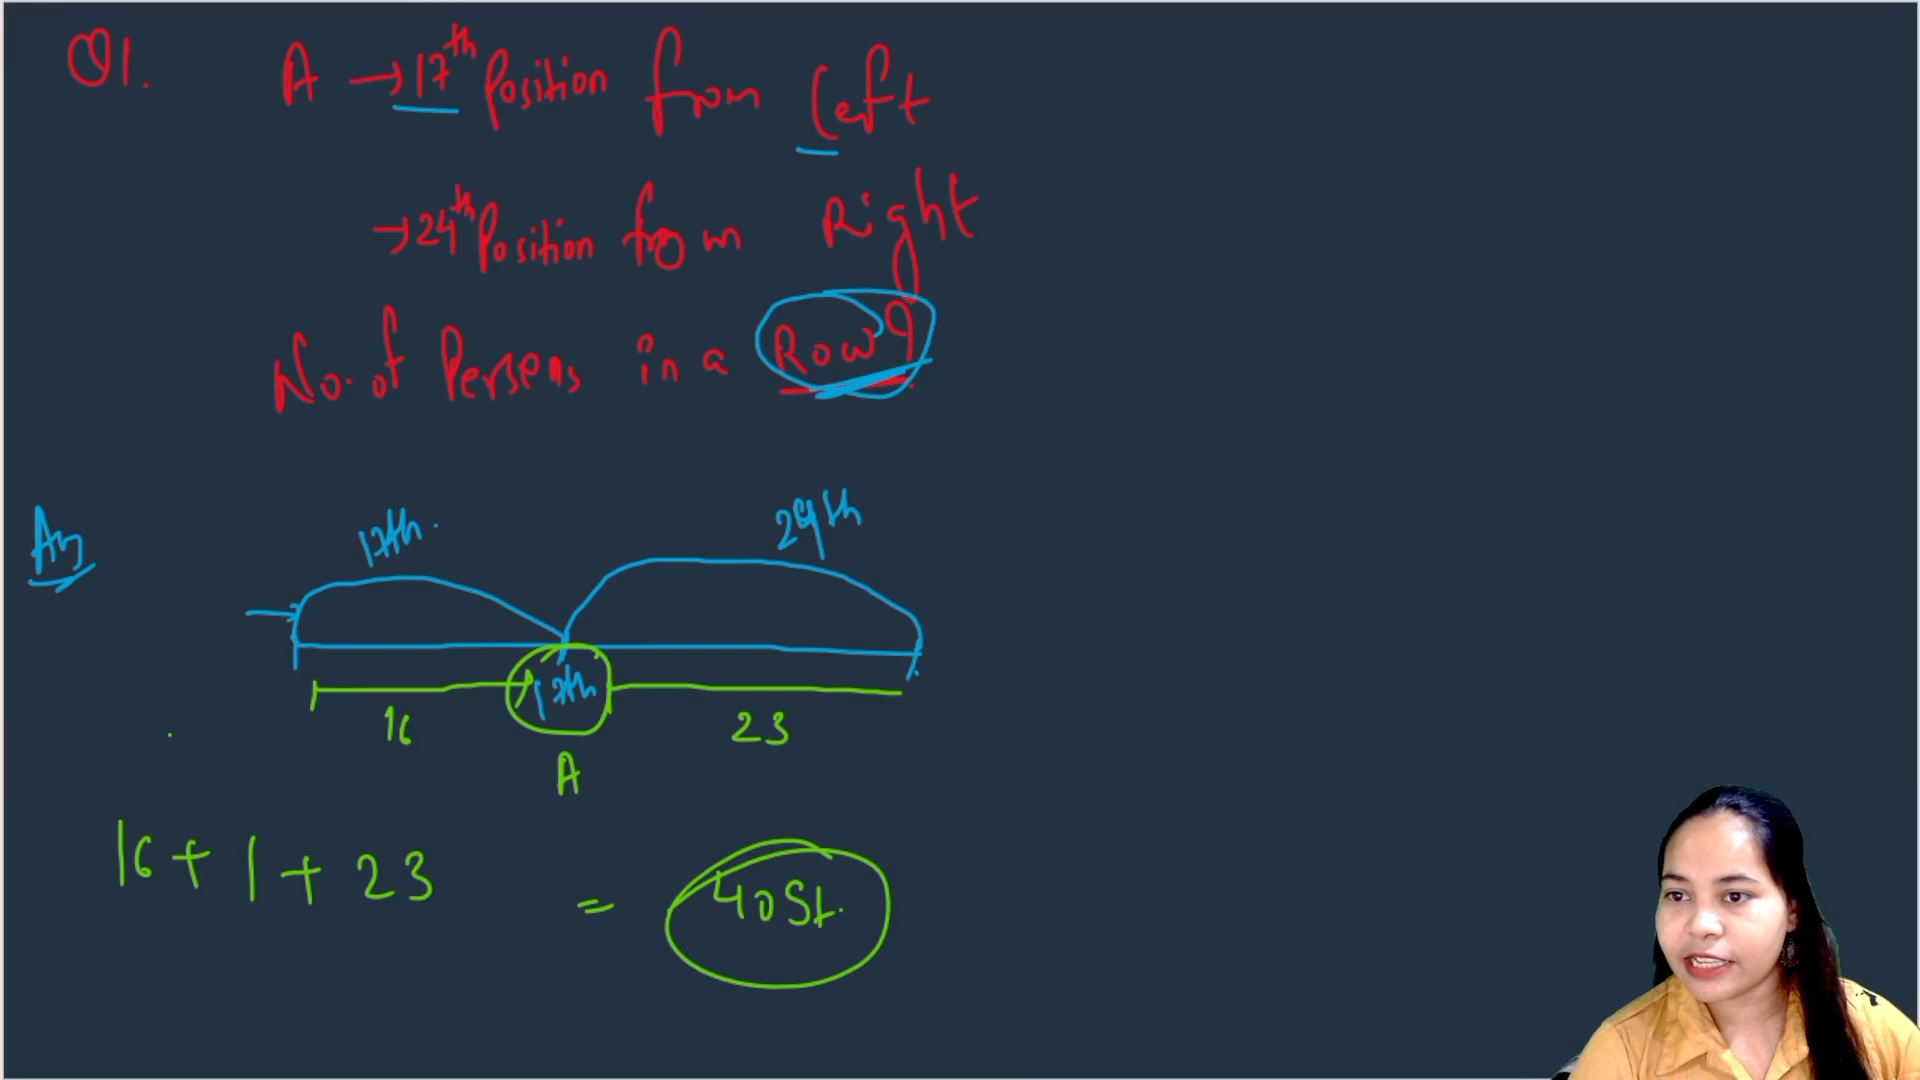 Q1. A → 17th Position from Left
→ 24th Position from Right
No. of Persons in a Row?
Ans
17th. 24th
17th
16 23
A
16 + 1 + 23 = 40 St.